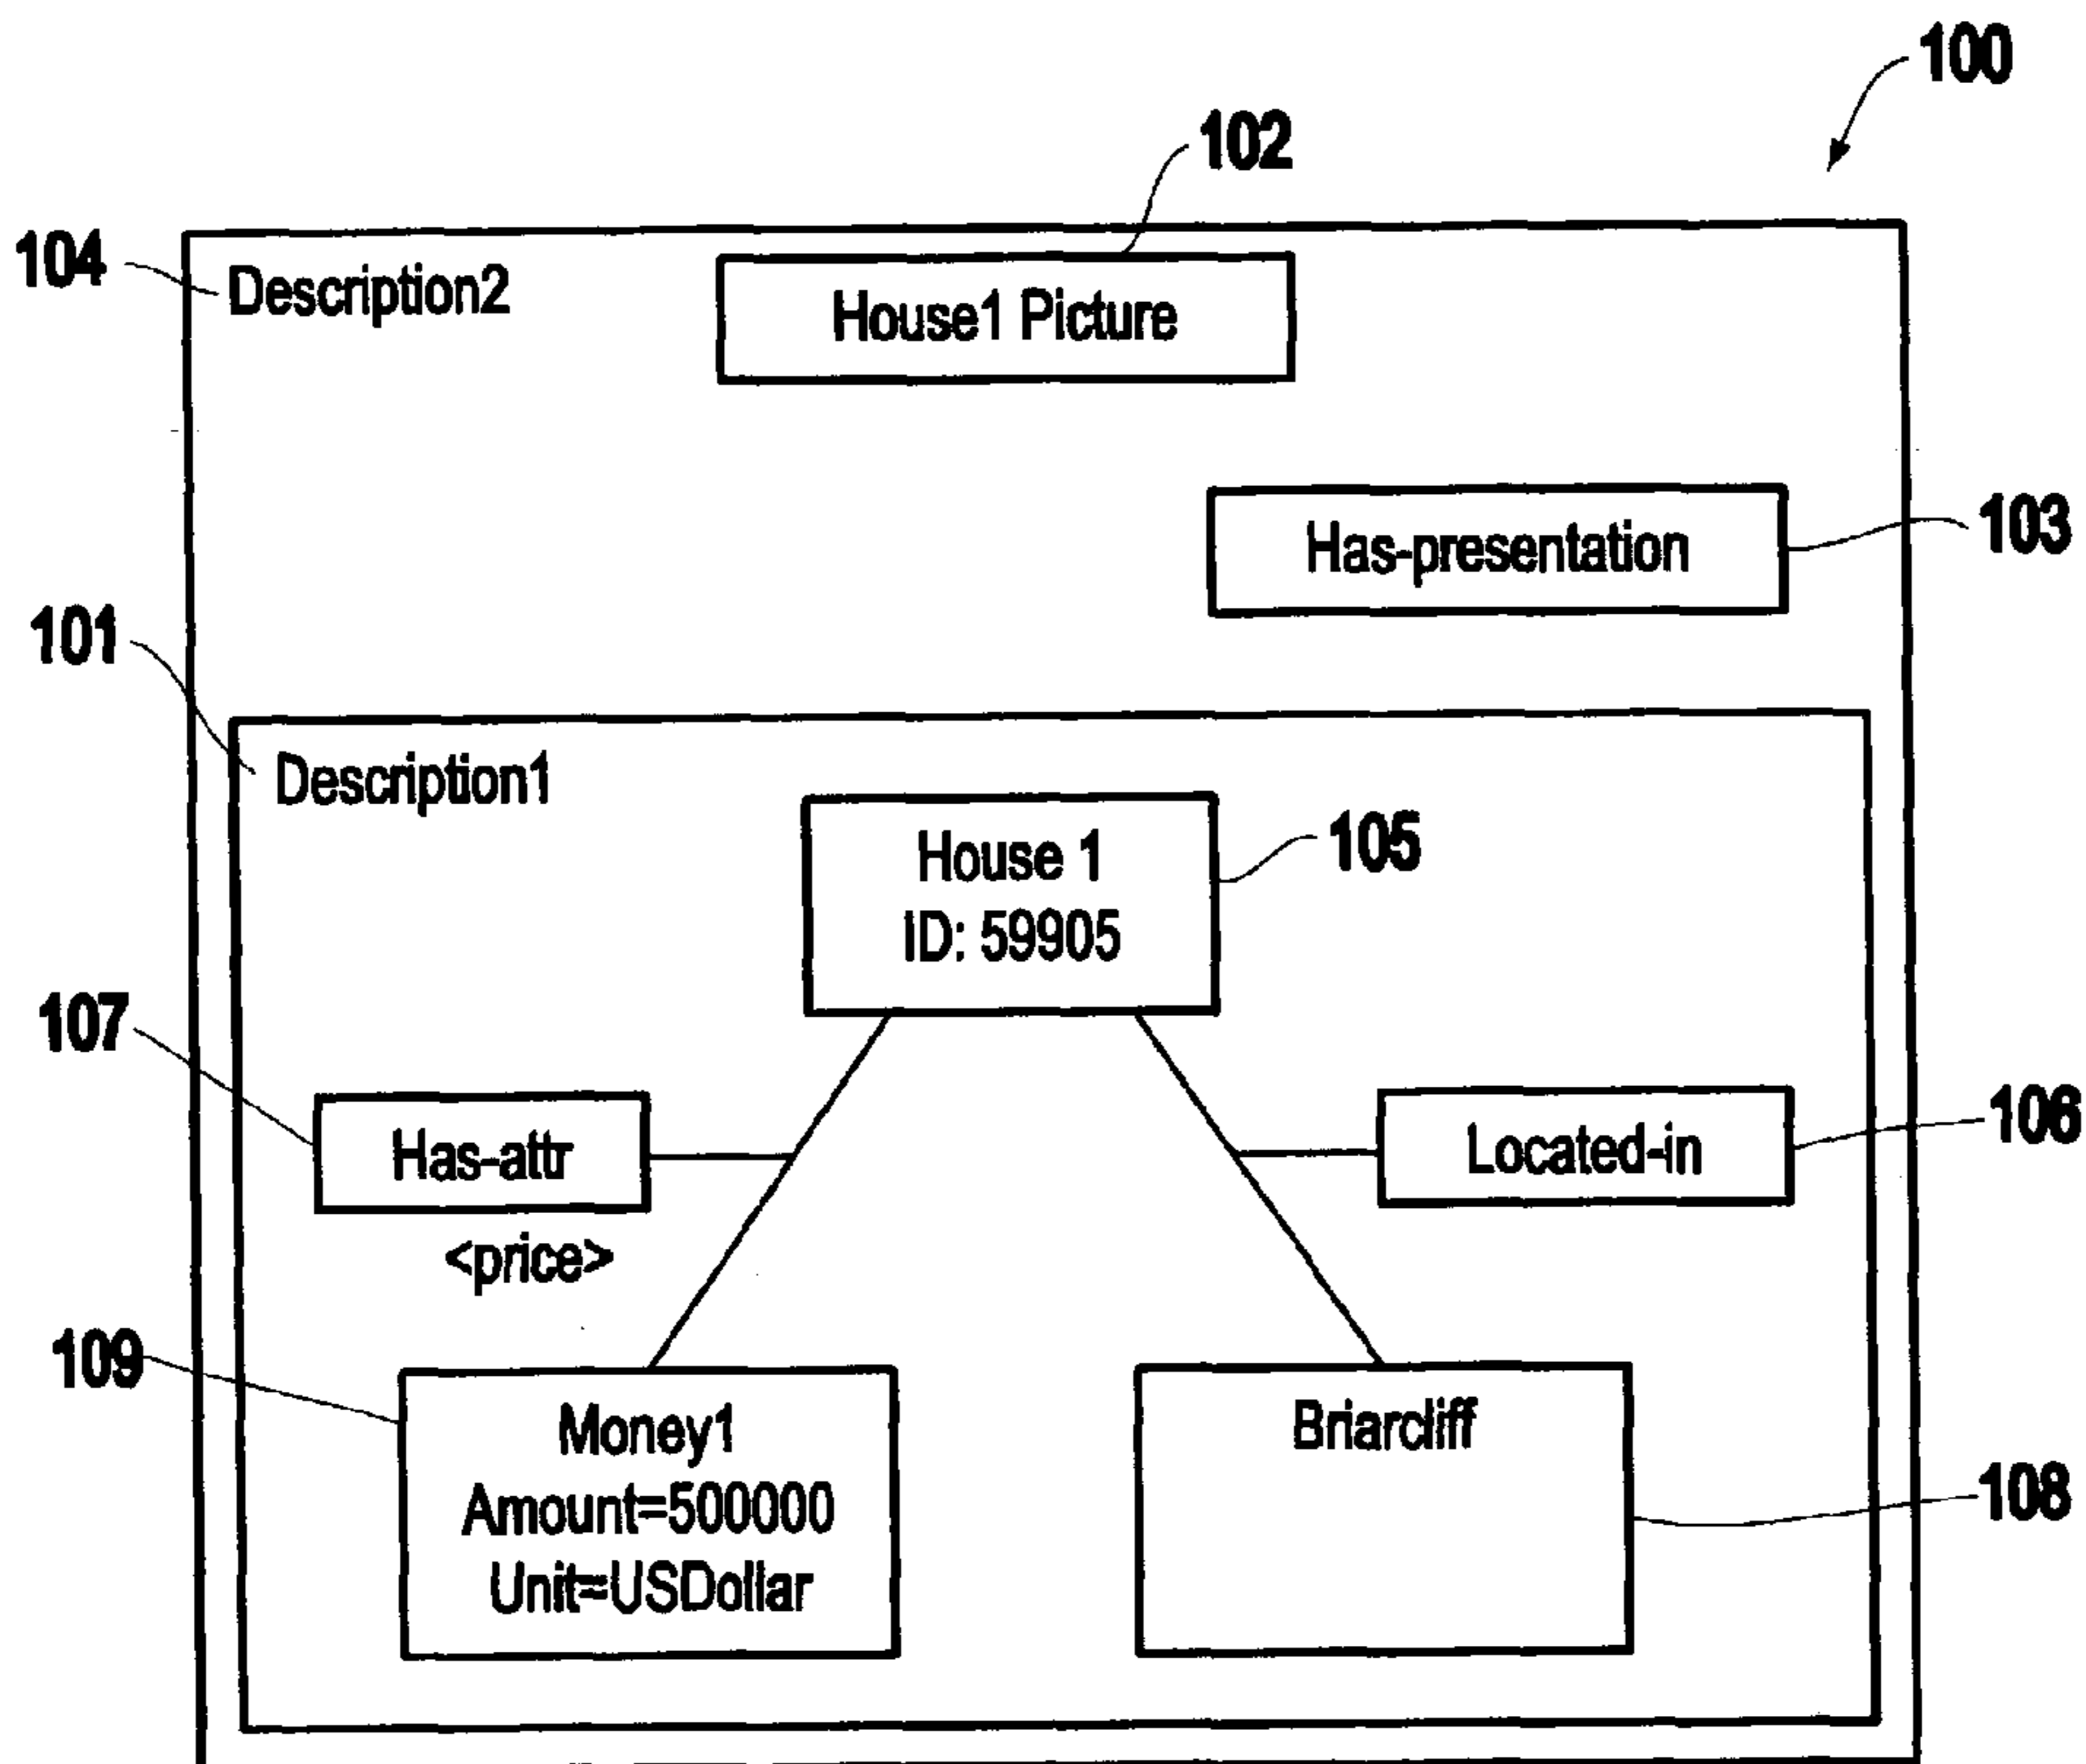 100
102
104
Description2
House1 Picture
Has-presentation
103
101
Description1
House 1
ID: 59905
105
107
Has-attr
<price>
Located-in
106
109
Money1
Amount=500000
Unit=USDollar
Briarcliff
108